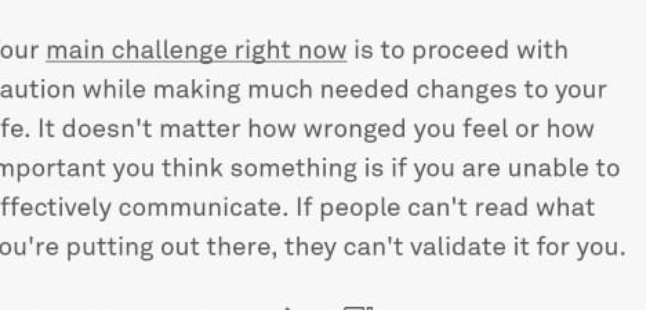 our main challenge right now is to proceed with
aution while making much needed changes to your
fe. It doesn't matter how wronged you feel or how
mportant you think something is if you are unable to
ffectively communicate. If people can't read what
ou're putting out there, they can't validate it for you.